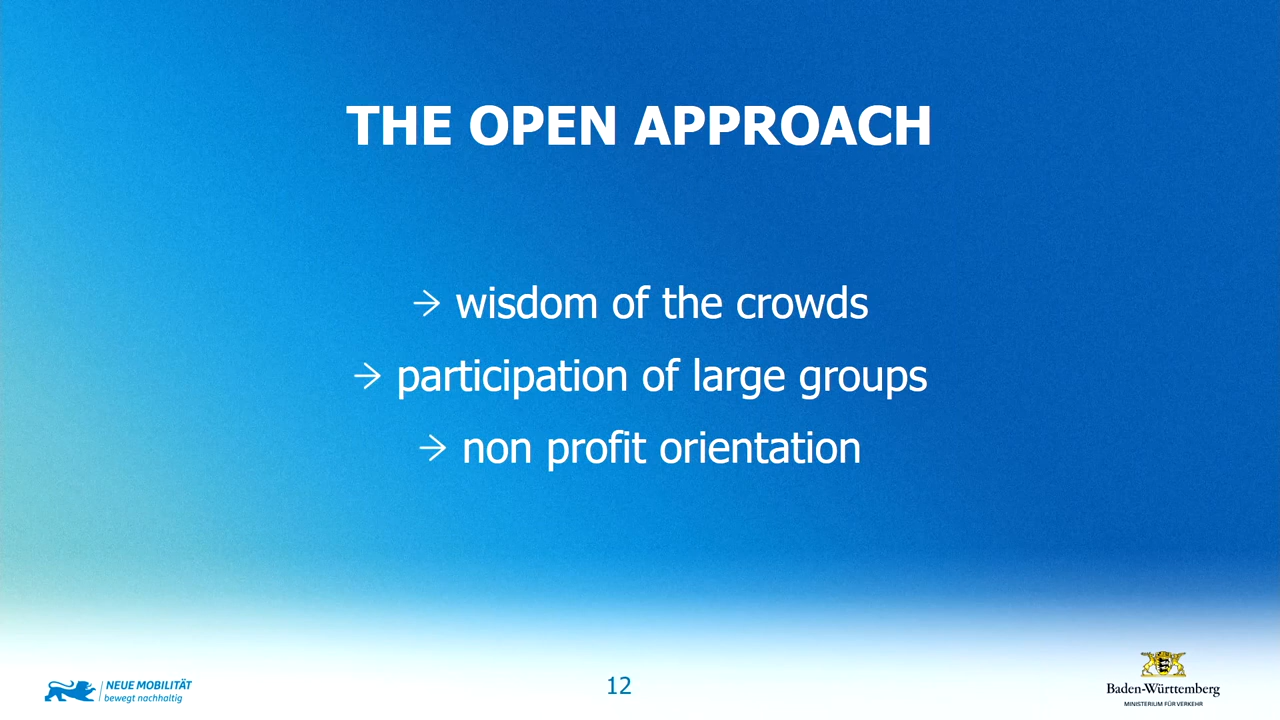 THE OPEN APPROACH
→ wisdom of the crowds
→ participation of large groups
→ non profit orientation
NEUE MOBILITÄT
bewegt nachhaltig
12
Baden-Württemberg
MINISTERIUM FÜR VERKEHR